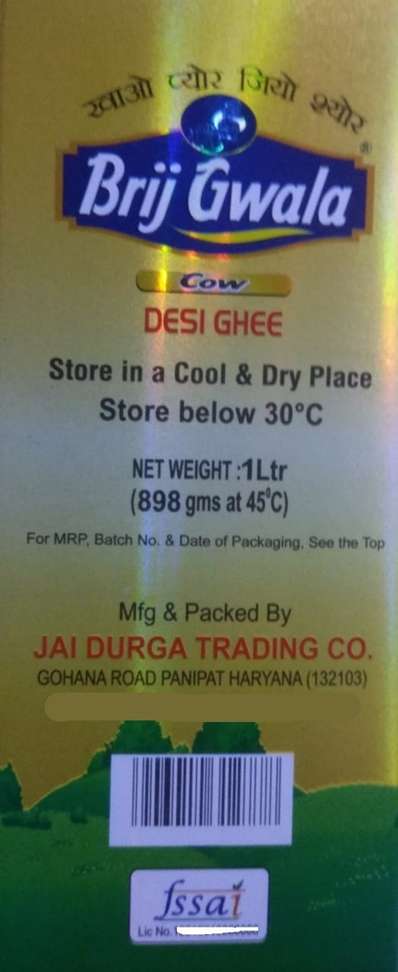 खाओ प्योर जियो श्योर
®
Brij Gwala
Cow
DESI GHEE
Store in a Cool & Dry Place
Store below 30°C
NET WEIGHT :1Ltr
(898 gms at 45°C)
For MRP, Batch No. & Date of Packaging, See the Top
Mfg & Packed By
JAI DURGA TRADING CO.
GOHANA ROAD PANIPAT HARYANA (132103)
fssai
Lic No.